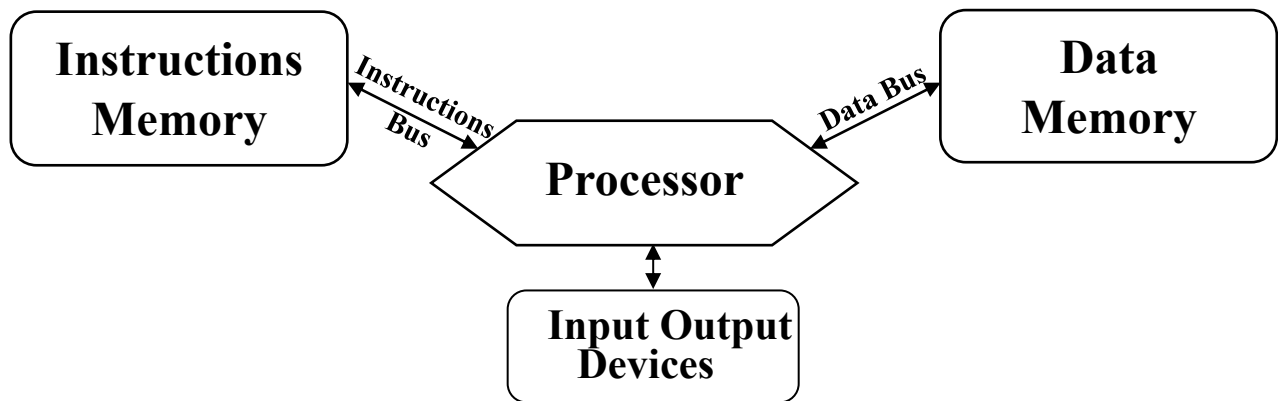 Instructions
Memory
Instructions
Bus
Processor
Data Bus
Data
Memory
Input Output
Devices